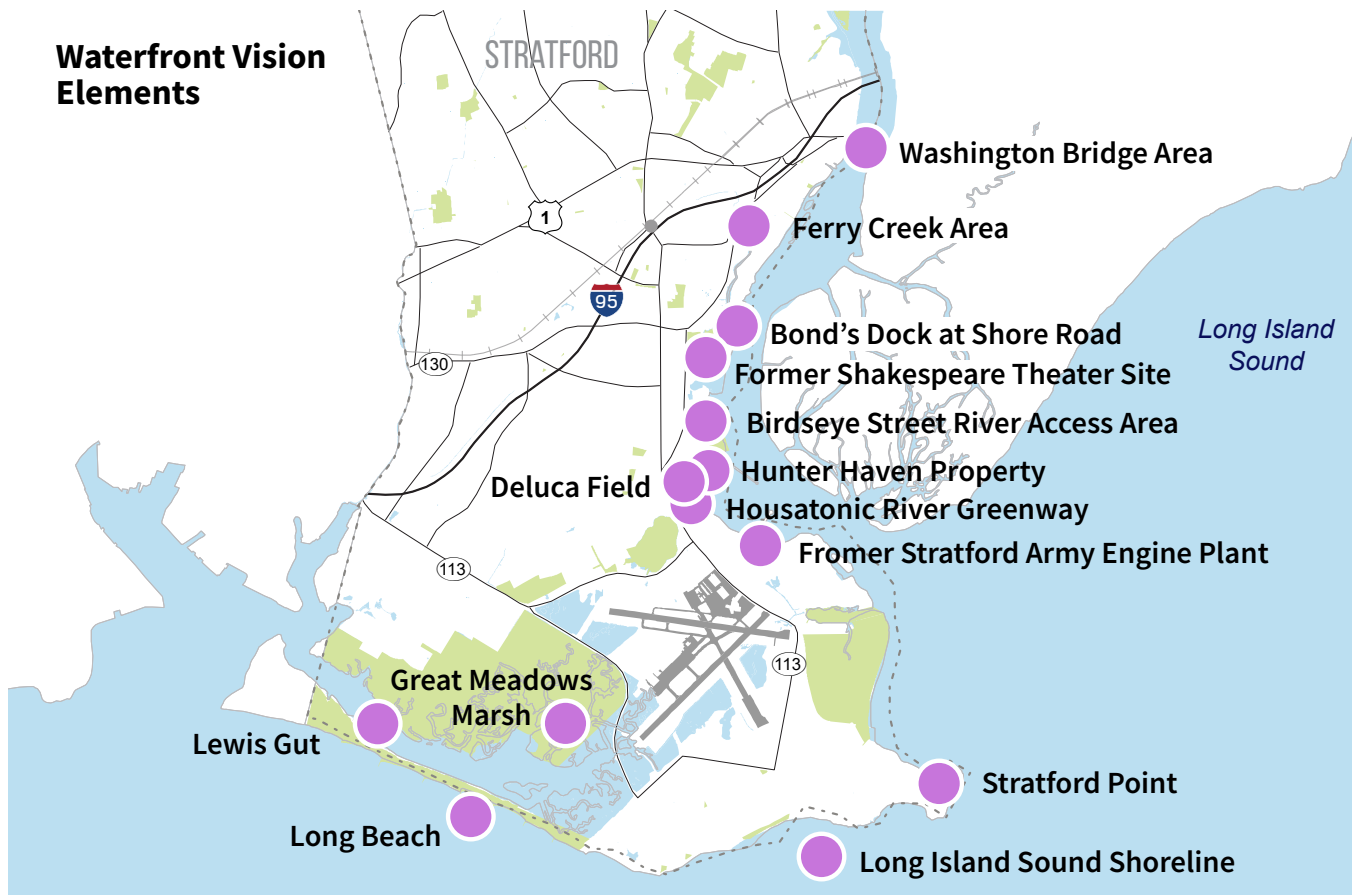 Waterfront Vision
Elements
STRATFORD
Washington Bridge Area
1
Ferry Creek Area
95
Bond's Dock at Shore Road
Long Island
Sound
130
Former Shakespeare Theater Site
Birdseye Street River Access Area
Hunter Haven Property
Deluca Field
Housatonic River Greenway
Fromer Stratford Army Engine Plant
113
113
Great Meadows
Marsh
Lewis Gut
Stratford Point
Long Beach
Long Island Sound Shoreline